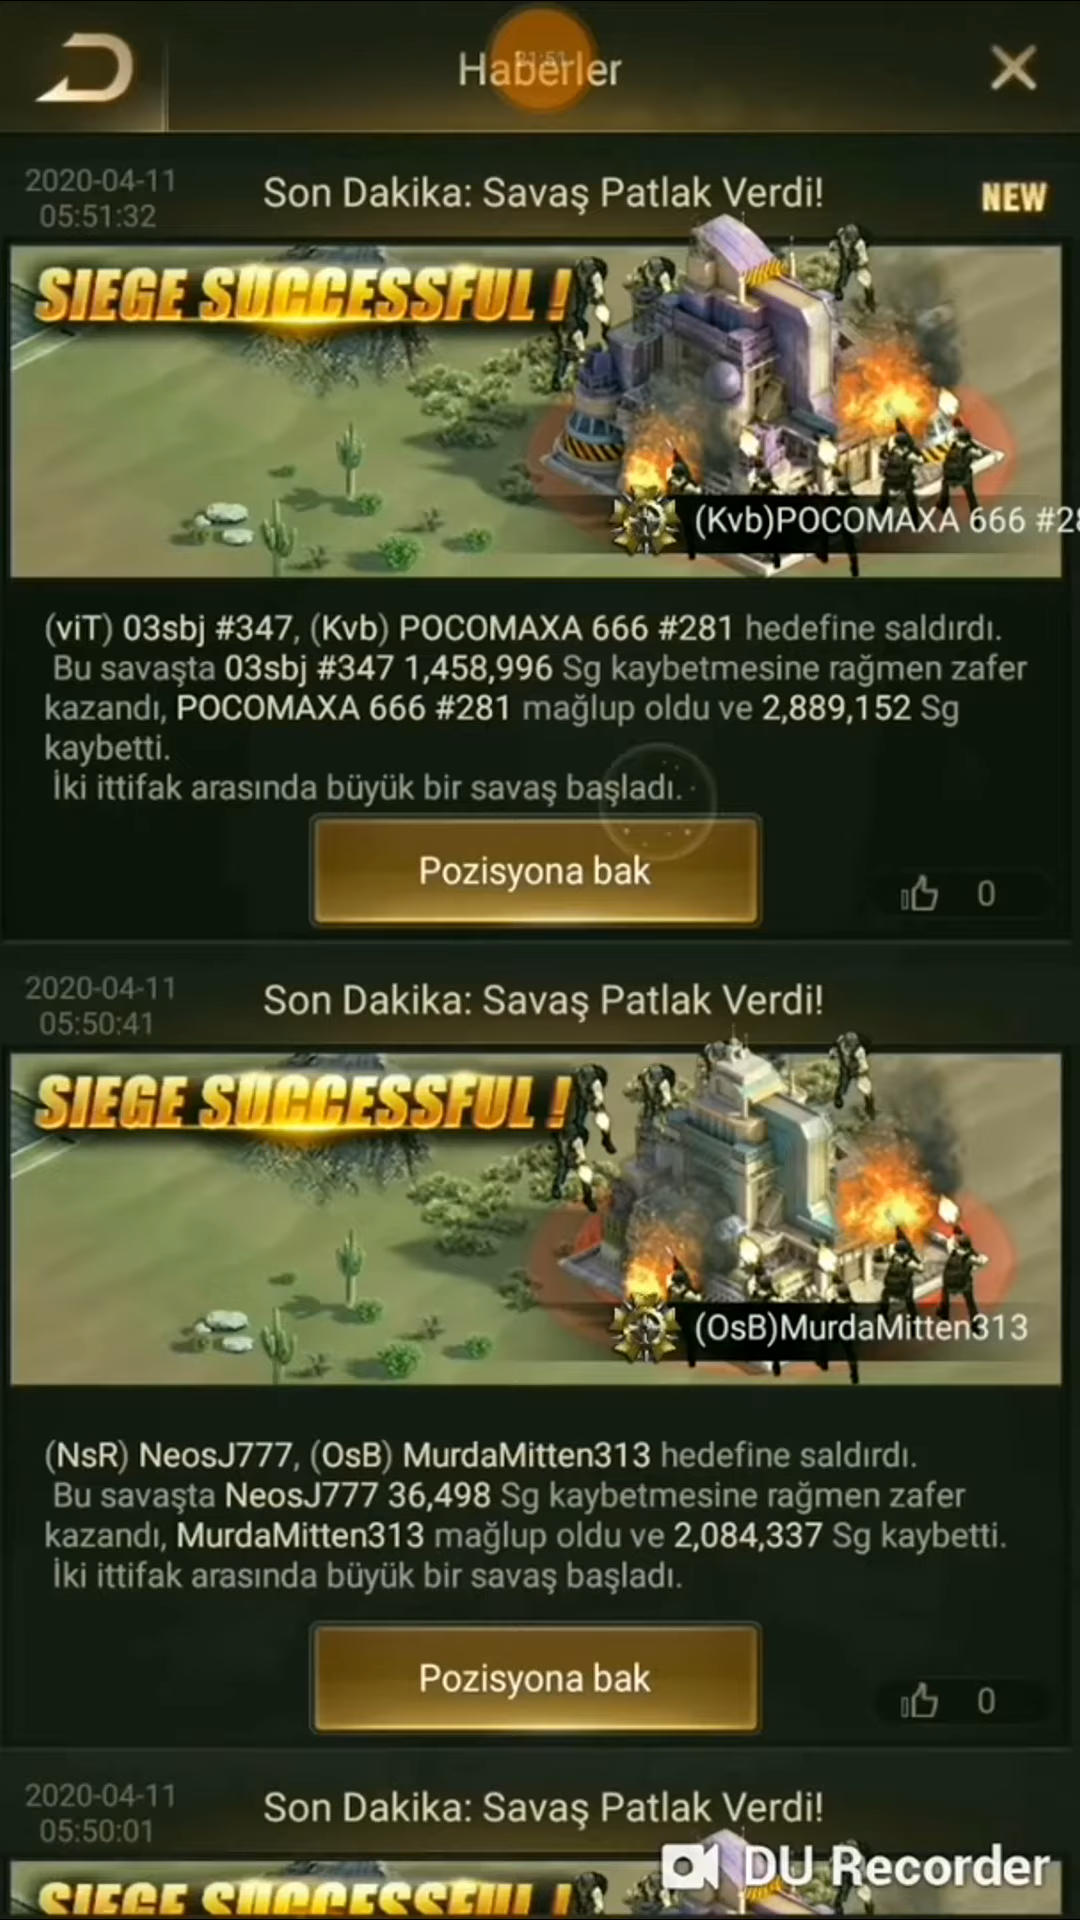 Haberler
2020-04-11
05:51:32
Son Dakika: Savaş Patlak Verdi!
NEW
SIEGE SUCCESSFUL !
(Kvb)POCOMAXA 666 #28
(viT) 03sbj #347, (Kvb) POCOMAXA 666 #281 hedefine saldırdı.
Bu savaşta 03sbj #347 1,458,996 Sg kaybetmesine rağmen zafer
kazandı, POCOMAXA 666 #281 mağlup oldu ve 2,889,152 Sg
kaybetti.
İki ittifak arasında büyük bir savaş başladı.
Pozisyona bak
0
2020-04-11
05:50:41
Son Dakika: Savaş Patlak Verdi!
SIEGE SUCCESSFUL !
(OsB)MurdaMitten313
(NsR) NeosJ777, (OsB) MurdaMitten313 hedefine saldırdı.
Bu savaşta NeosJ777 36,498 Sg kaybetmesine rağmen zafer
kazandı, MurdaMitten313 mağlup oldu ve 2,084,337 Sg kaybetti.
İki ittifak arasında büyük bir savaş başladı.
Pozisyona bak
0
2020-04-11
05:50:01
Son Dakika: Savaş Patlak Verdi!
DU Recorder
SIEGE SUCCESSFUL !